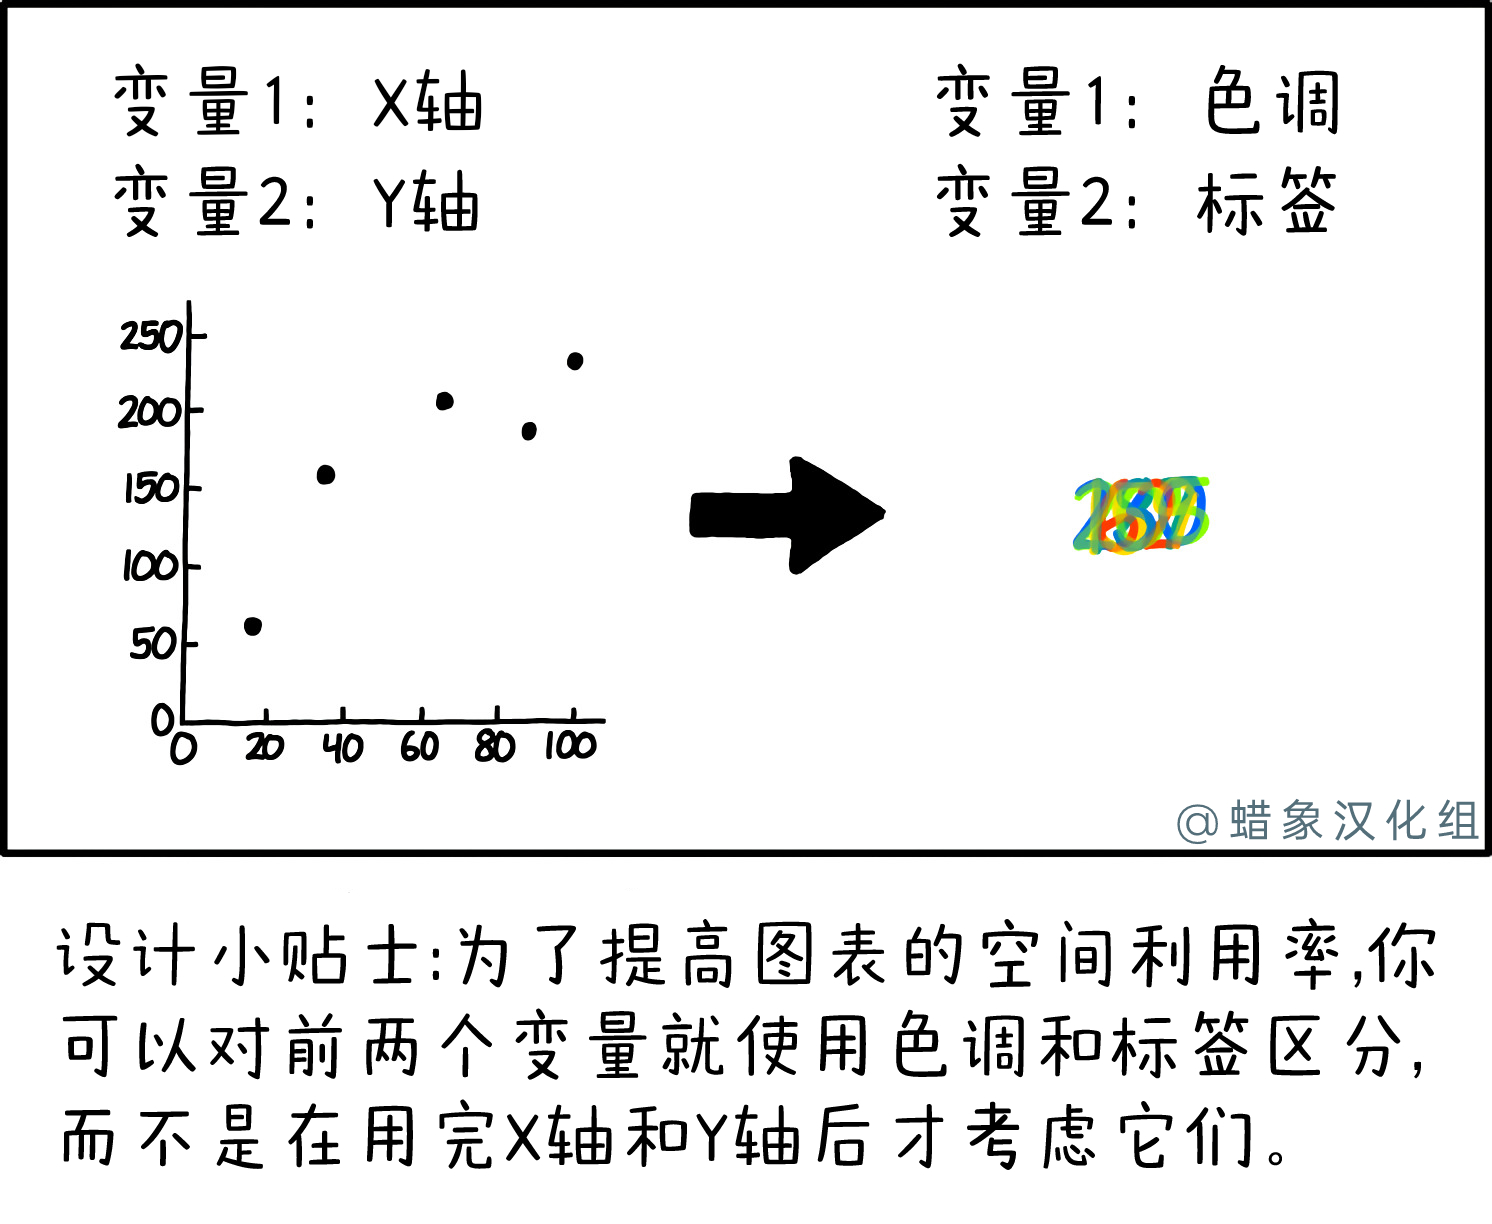 变量1: X轴
变量2: Y轴
变量1: 色调
变量2: 标签
250
200
150
100
50
0
0 20 40 60 80 100
@蜡象汉化组
设计小贴士:为了提高图表的空间利用率,你
可以对前两个变量就使用色调和标签区分,
而不是在用完X轴和Y轴后才考虑它们。